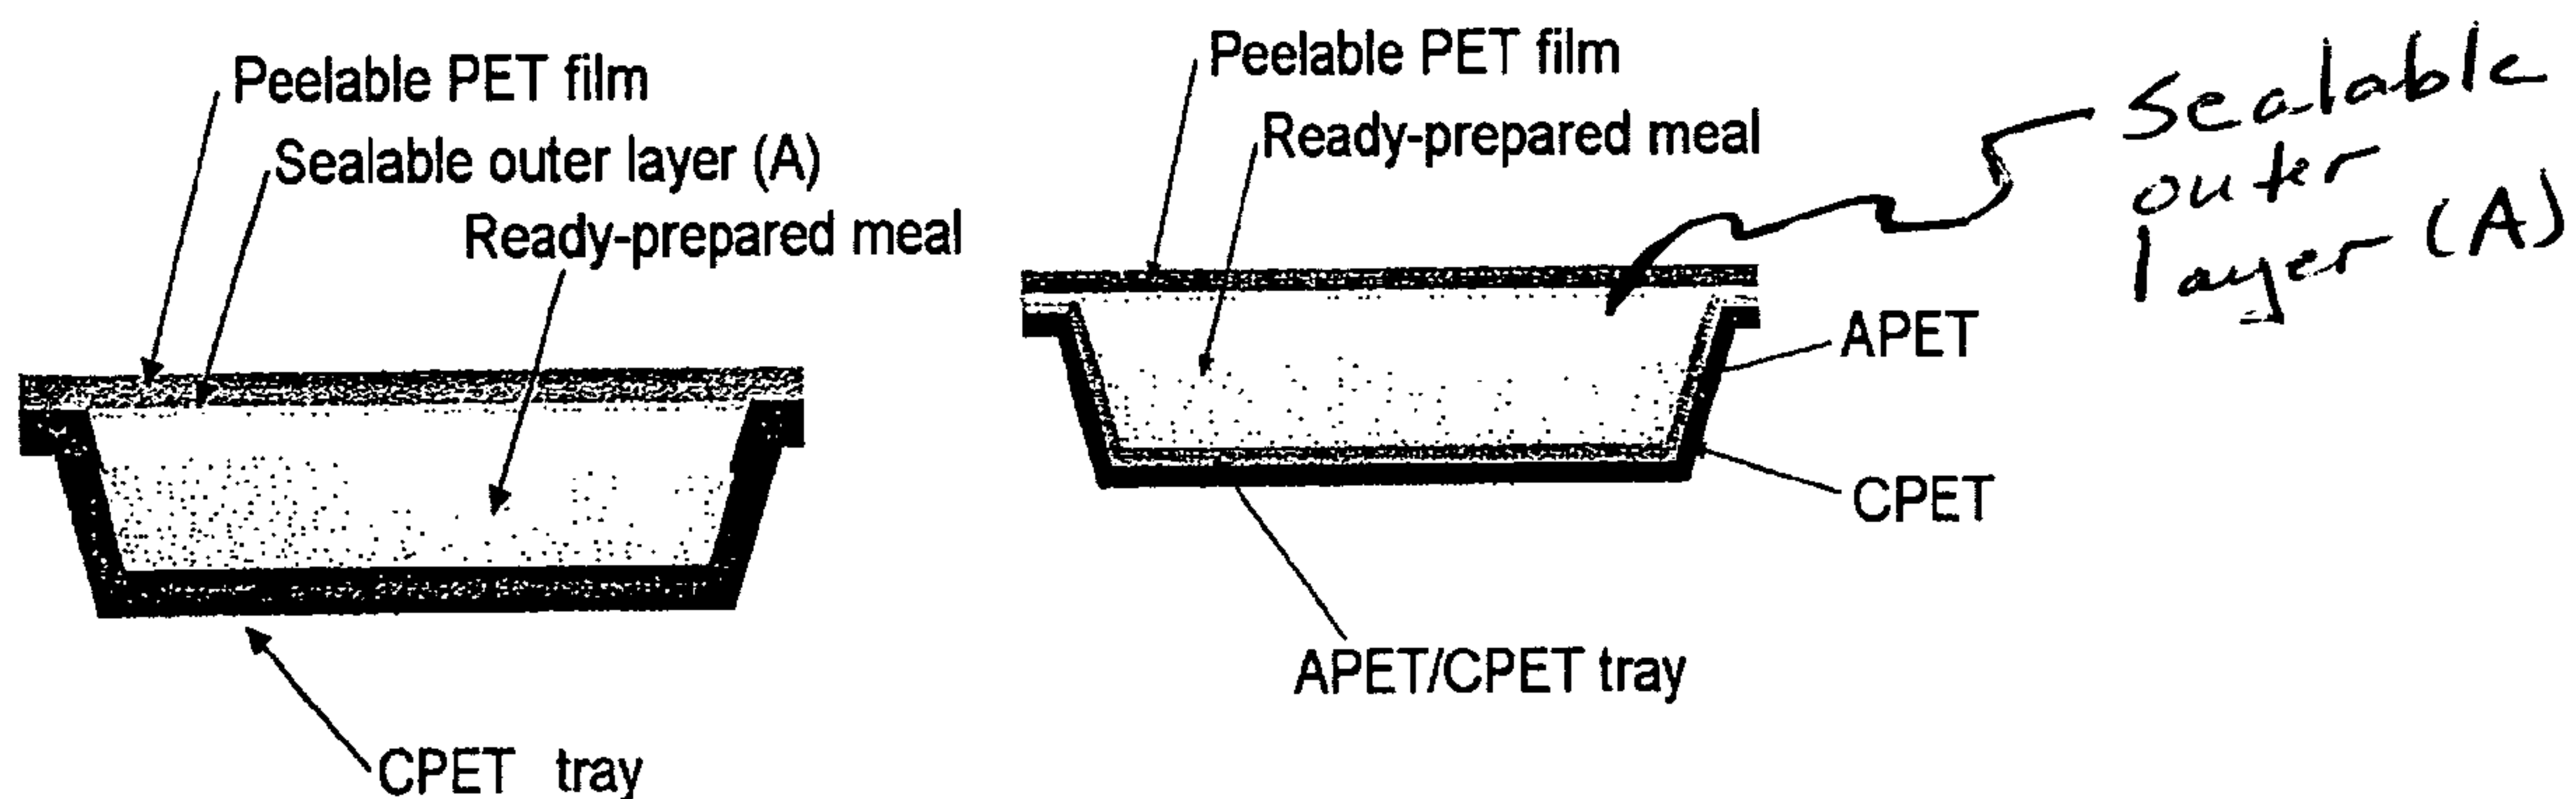 Peelable PET film
Sealable outer layer (A)
Ready-prepared meal
CPET tray
Peelable PET film
Ready-prepared meal
APET
CPET
APET/CPET tray
Sealable
outer
layer (A)